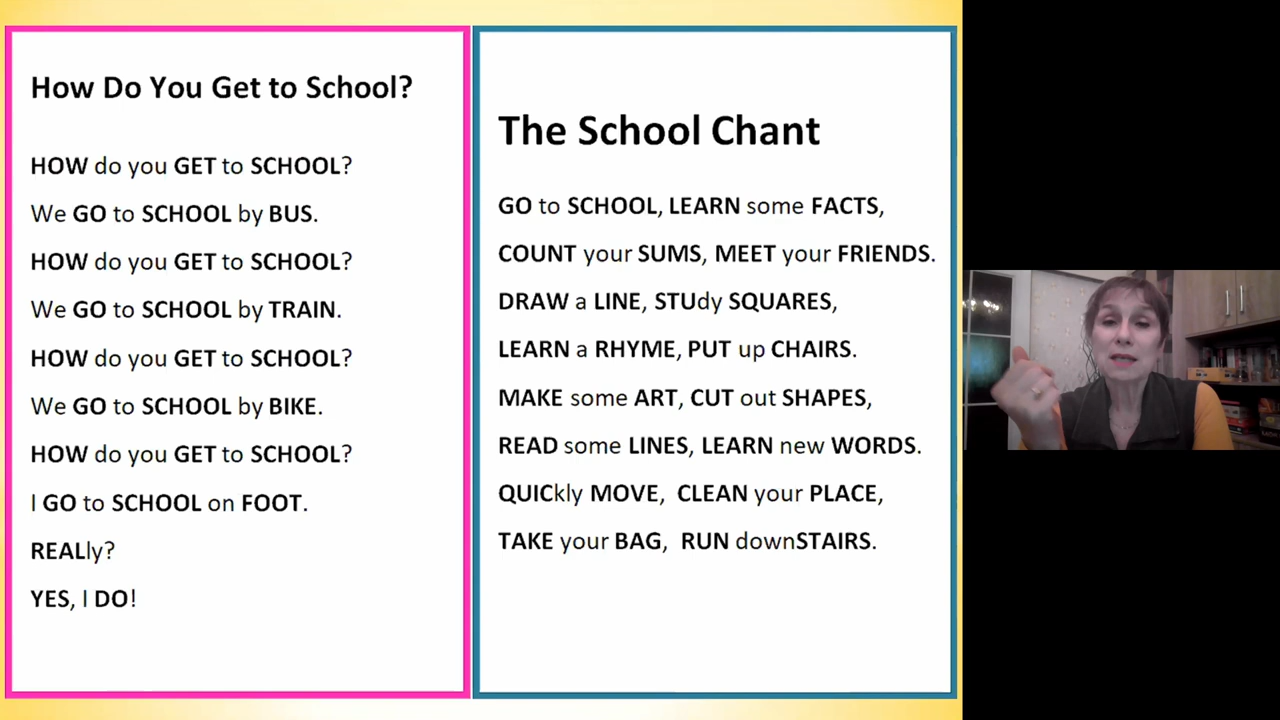 How Do You Get to School?
HOW do you GET to SCHOOL?
We GO to SCHOOL by BUS.
HOW do you GET to SCHOOL?
We GO to SCHOOL by TRAIN.
HOW do you GET to SCHOOL?
We GO to SCHOOL by BIKE.
HOW do you GET to SCHOOL?
I GO to SCHOOL on FOOT.
REALly?
YES, I DO!
The School Chant
GO to SCHOOL, LEARN some FACTS,
COUNT your SUMS, MEET your FRIENDS.
DRAW a LINE, STUdy SQUARES,
LEARN a RHYME, PUT up CHAIRS.
MAKE some ART, CUT out SHAPES,
READ some LINES, LEARN new WORDS.
QUICkly MOVE, CLEAN your PLACE,
TAKE your BAG, RUN downSTAIRS.